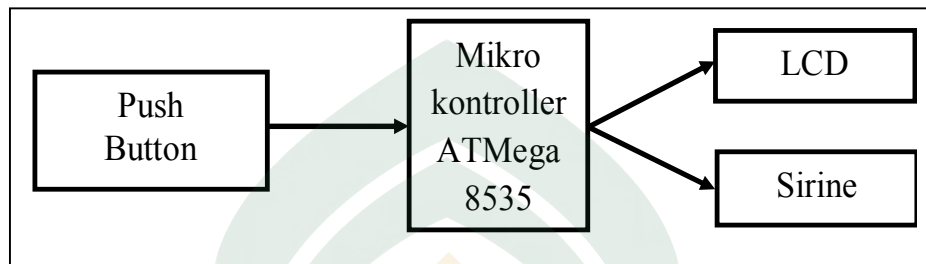 Push
Button
Mikro
kontroller
ATMega
8535
LCD
Sirine